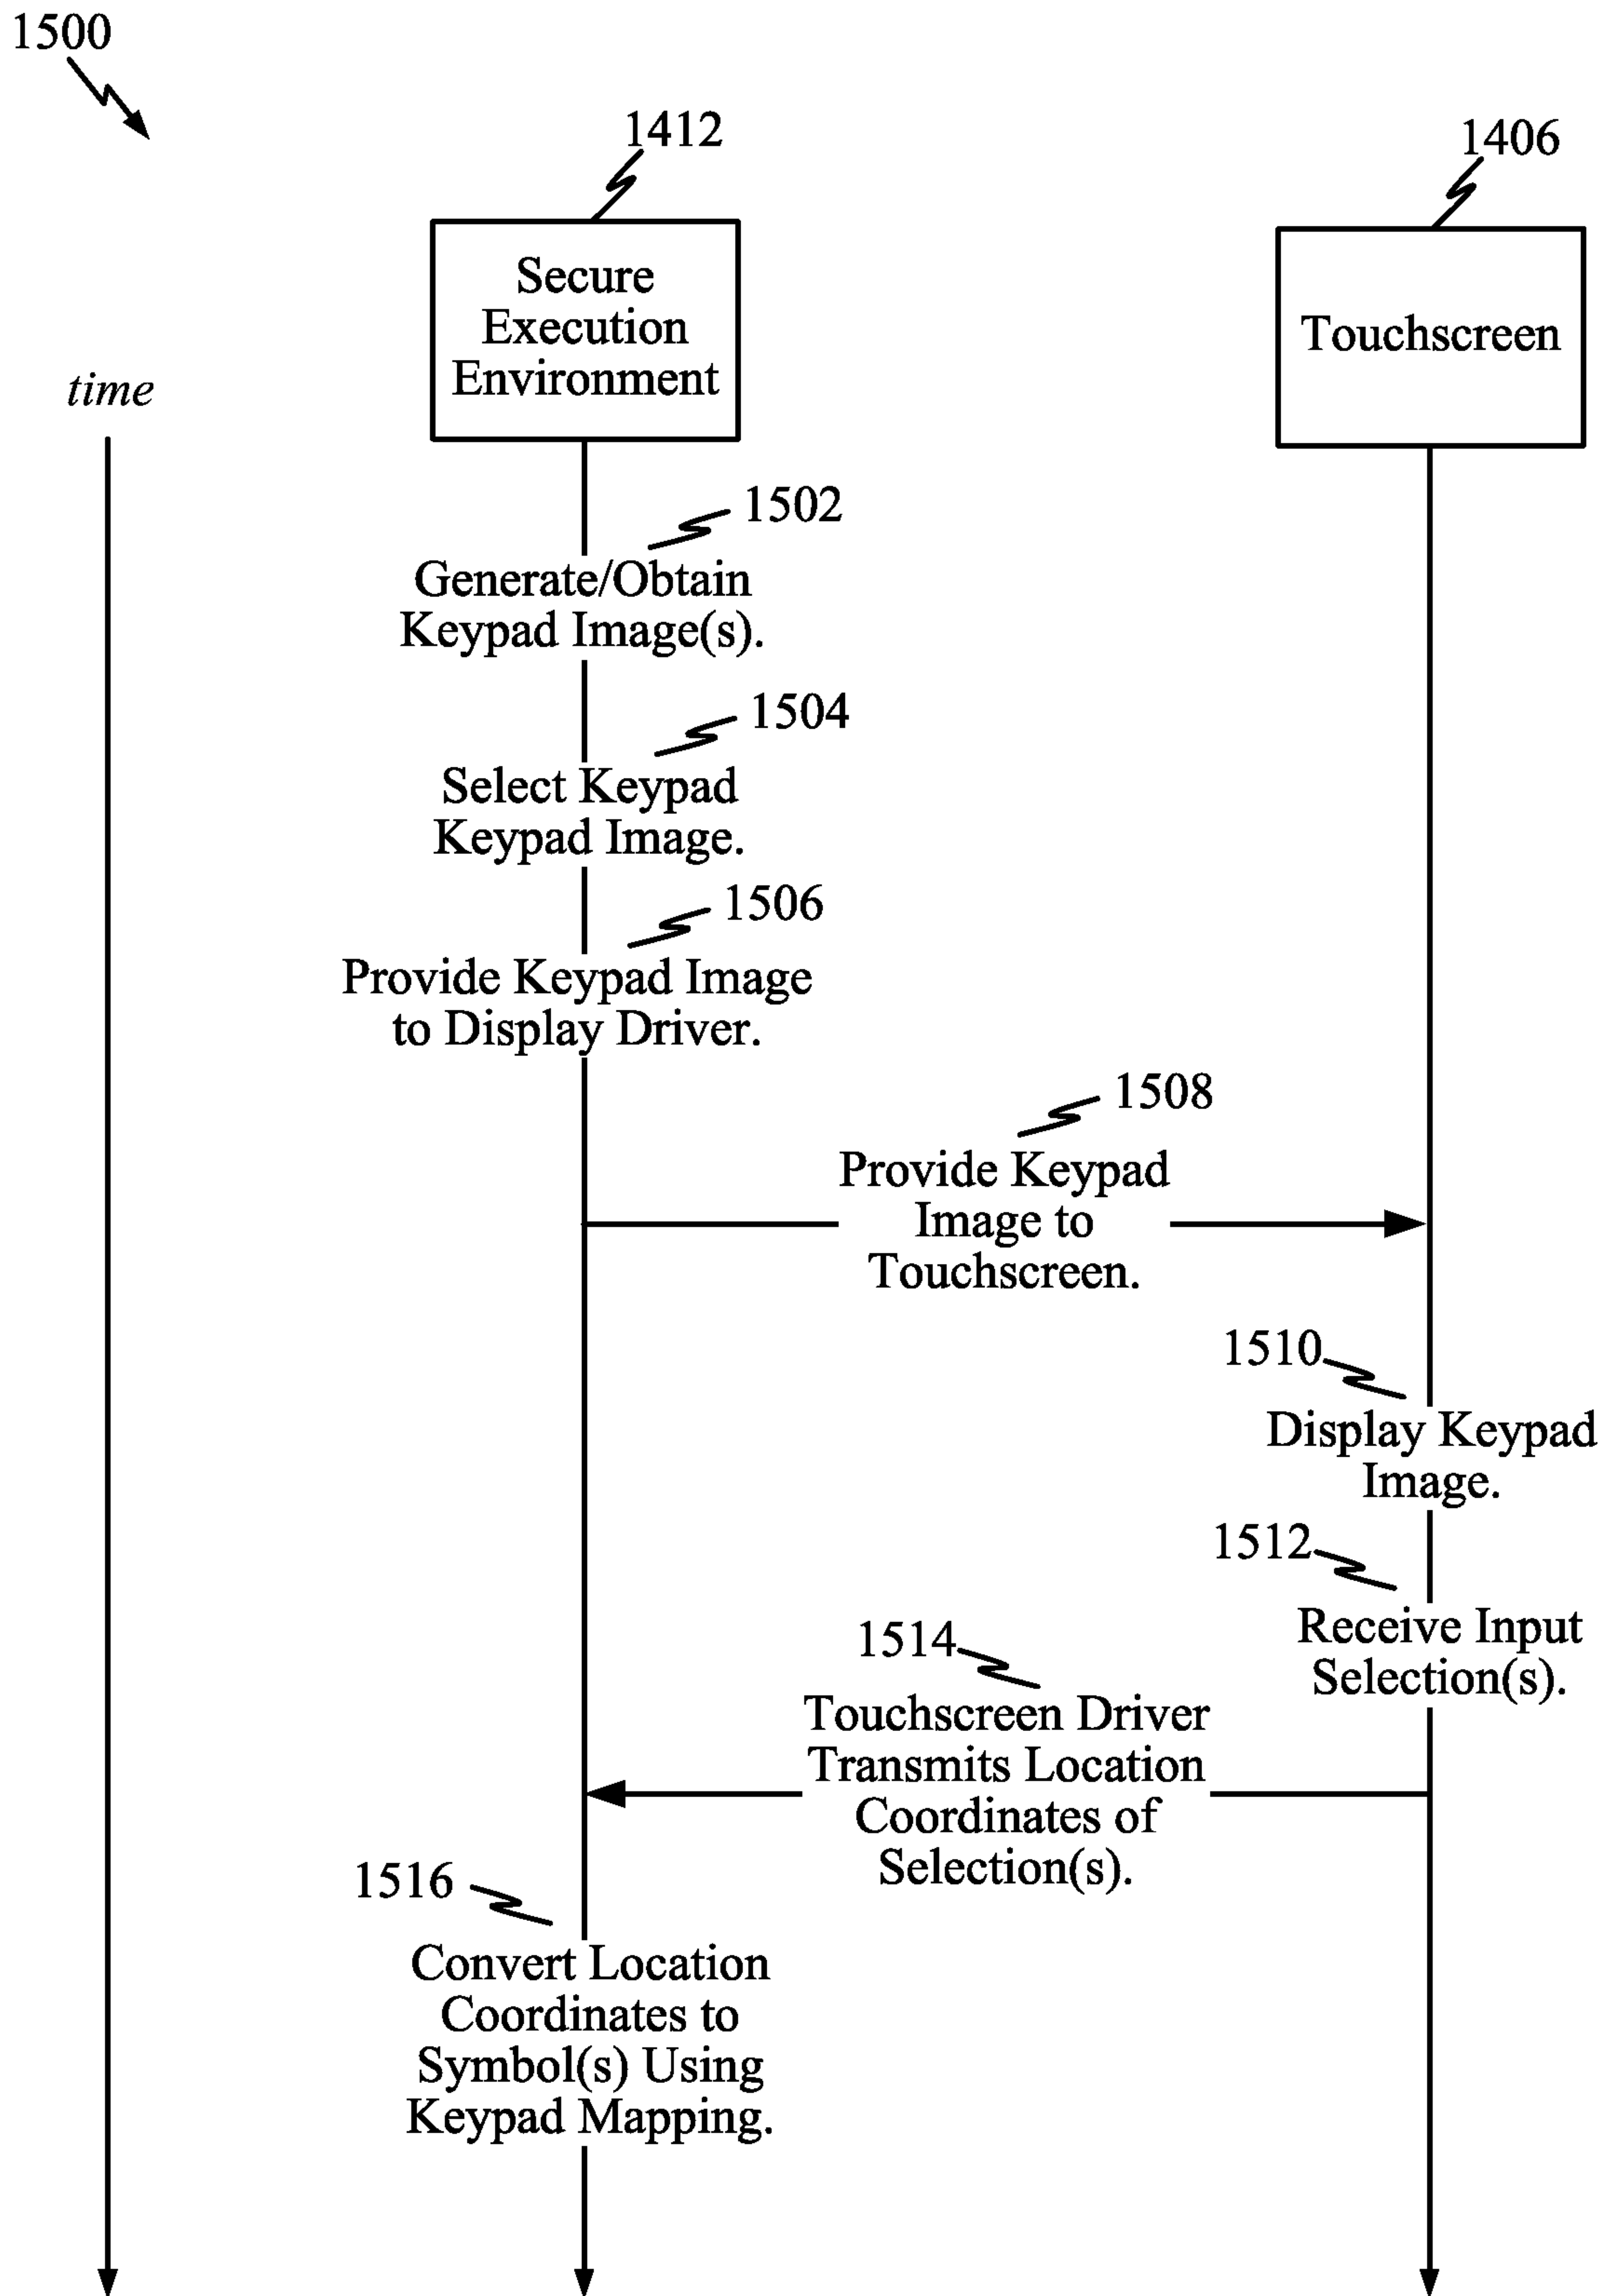 1500
1412
1406
Secure
Execution
Environment
Touchscreen
time
1502
Generate/Obtain
Keypad Image(s).
1504
Select Keypad
Keypad Image.
1506
Provide Keypad Image
to Display Driver.
1508
Provide Keypad
Image to
Touchscreen.
1510
Display Keypad
Image.
1512
Receive Input
Selection(s).
1514
Touchscreen Driver
Transmits Location
Coordinates of
Selection(s).
1516
Convert Location
Coordinates to
Symbol(s) Using
Keypad Mapping.